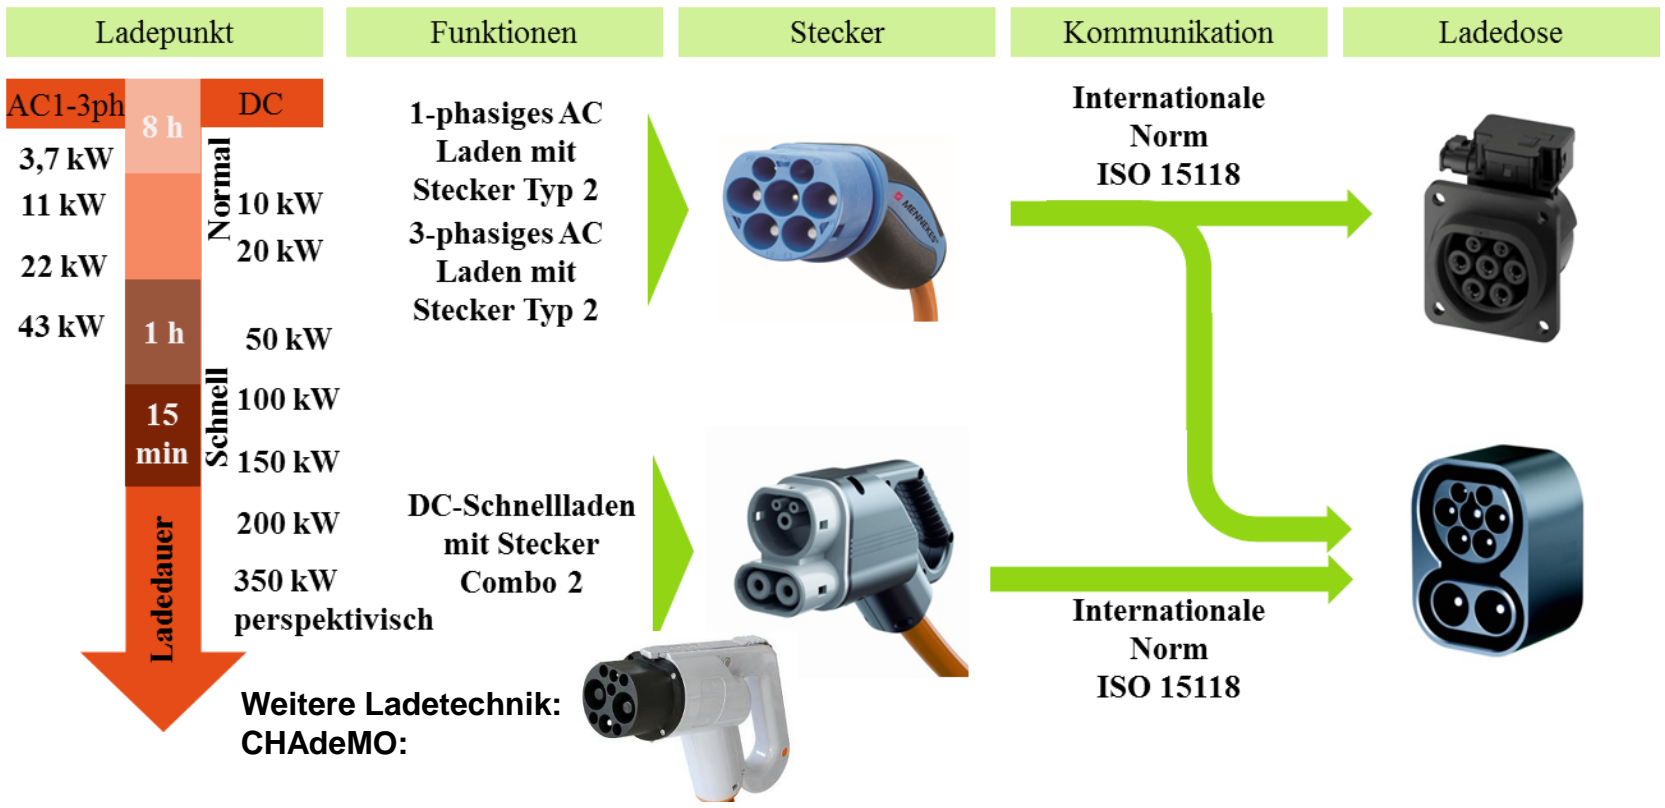 Ladepunkt
Funktionen
Stecker
Kommunikation
Ladedose
AC1-3ph
8 h
DC
3,7 kW
11 kW
22 kW
43 kW
1 h
15
min
Ladedauer
Normal
Schnell
10 kW
20 kW
50 kW
100 kW
150 kW
200 kW
350 kW
perspektivisch
1-phasiges AC
Laden mit
Stecker Typ 2
3-phasiges AC
Laden mit
Stecker Typ 2
DC-Schnellladen
mit Stecker
Combo 2
MENNEKES
Internationale
Norm
ISO 15118
Internationale
Norm
ISO 15118
Weitere Ladetechnik:
CHAdeMO: